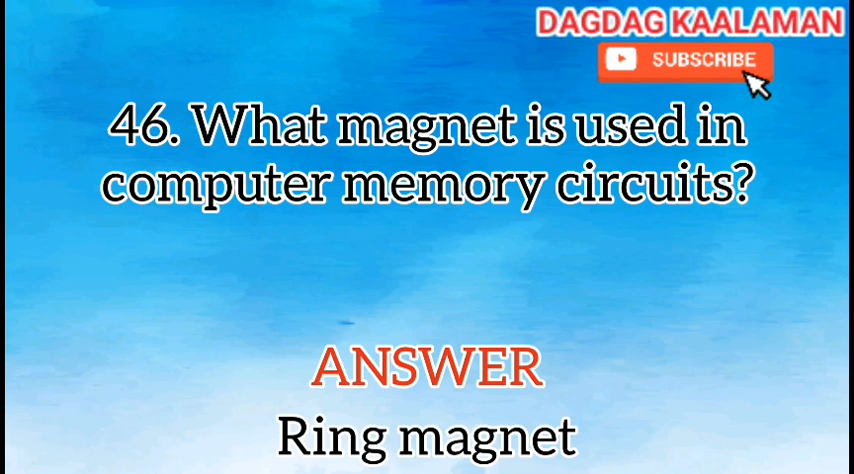 DAGDAG KAALAMAN
SUBSCRIBE
46. What magnet is used in
computer memory circuits?
ANSWER
Ring magnet